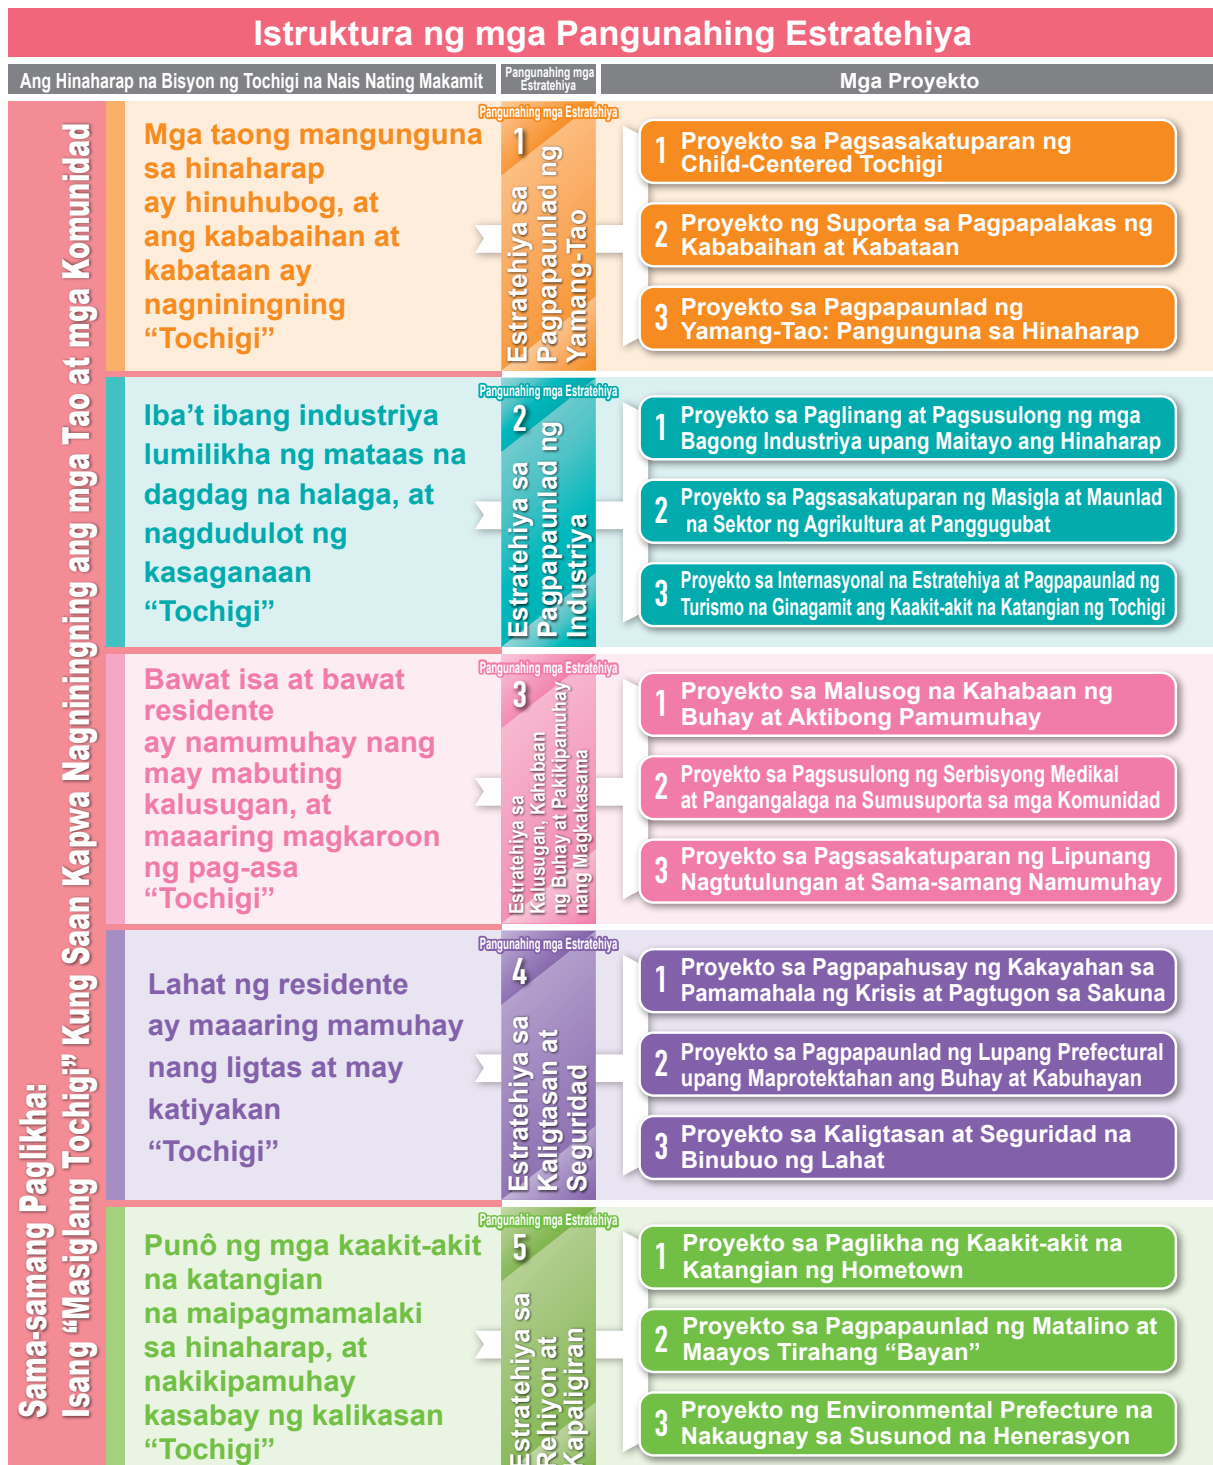 Istruktura ng mga Pangunahing Estratehiya
Ang Hinaharap na Bisyon ng Tochigi na Nais Nating Makamit
Pangunahing mga
Estratehiya
Mga Proyekto
Sama-samang Paglikha:
Isang “Masiglang Tochigi” Kung Saan Kapwa Nagniningning ang mga Tao at mga Komunidad
Mga taong mangunguna
sa hinaharap
ay hinuhubog, at
ang kababaihan at
kabataan ay
nagniningning
“Tochigi”
Pangunahing mga Estratehiya
1
Estratehiya sa
Pagpapaunlad ng
Yamang-Tao
1 Proyekto sa Pagsasakatuparan ng
Child-Centered Tochigi
2 Proyekto ng Suporta sa Pagpapalakas ng
Kababaihan at Kabataan
3 Proyekto sa Pagpapaunlad ng
Yamang-Tao: Pangunguna sa Hinaharap
Iba’t ibang industriya
lumilikha ng mataas na
dagdag na halaga, at
nagdudulot ng
kasaganaan
“Tochigi”
Pangunahing mga Estratehiya
2
Estratehiya sa
Pagpapaunlad ng
Industriya
1 Proyekto sa Paglinang at Pagsusulong ng mga
Bagong Industriya upang Maitayo ang Hinaharap
2 Proyekto sa Pagsasakatuparan ng Masigla at Maunlad
na Sektor ng Agrikultura at Panggugubat
3 Proyekto sa Internasyonal na Estratehiya at Pagpapaunlad ng
Turismo na Ginagamit ang Kaakit-akit na Katangian ng Tochigi
Bawat isa at bawat
residente
ay namumuhay nang
may mabuting
kalusugan, at
maaaring magkaroon
ng pag-asa
“Tochigi”
Pangunahing mga Estratehiya
3
Estratehiya sa
Kalusugan, Kahabaan
ng Buhay at Pakikipamuhay
nang Magkakasama
1 Proyekto sa Malusog na Kahabaan ng
Buhay at Aktibong Pamumuhay
2 Proyekto sa Pagsusulong ng Serbisyong Medikal
at Pangangalaga na Sumusuporta sa mga Komunidad
3 Proyekto sa Pagsasakatuparan ng Lipunang
Nagtutulungan at Sama-samang Namumuhay
Lahat ng residente
ay maaaring mamuhay
nang ligtas at may
katiyakan
“Tochigi”
Pangunahing mga Estratehiya
4
Estratehiya sa
Kaligtasan at
Seguridad
1 Proyekto sa Pagpapahusay ng Kakayahan sa
Pamamahala ng Krisis at Pagtugon sa Sakuna
2 Proyekto sa Pagpapaunlad ng Lupang Prefectural
upang Maprotektahan ang Buhay at Kabuhayan
3 Proyekto sa Kaligtasan at Seguridad na
Binubuo ng Lahat
Punô ng mga kaakit-akit
na katangian
na maipagmamalaki
sa hinaharap, at
nakikipamuhay
kasabay ng kalikasan
“Tochigi”
Pangunahing mga Estratehiya
5
Estratehiya sa
Rehiyon at
Kapaligiran
1 Proyekto sa Paglikha ng Kaakit-akit na
Katangian ng Hometown
2 Proyekto sa Pagpapaunlad ng Matalino at
Maayos Tirahang “Bayan”
3 Proyekto ng Environmental Prefecture na
Nakaugnay sa Susunod na Henerasyon